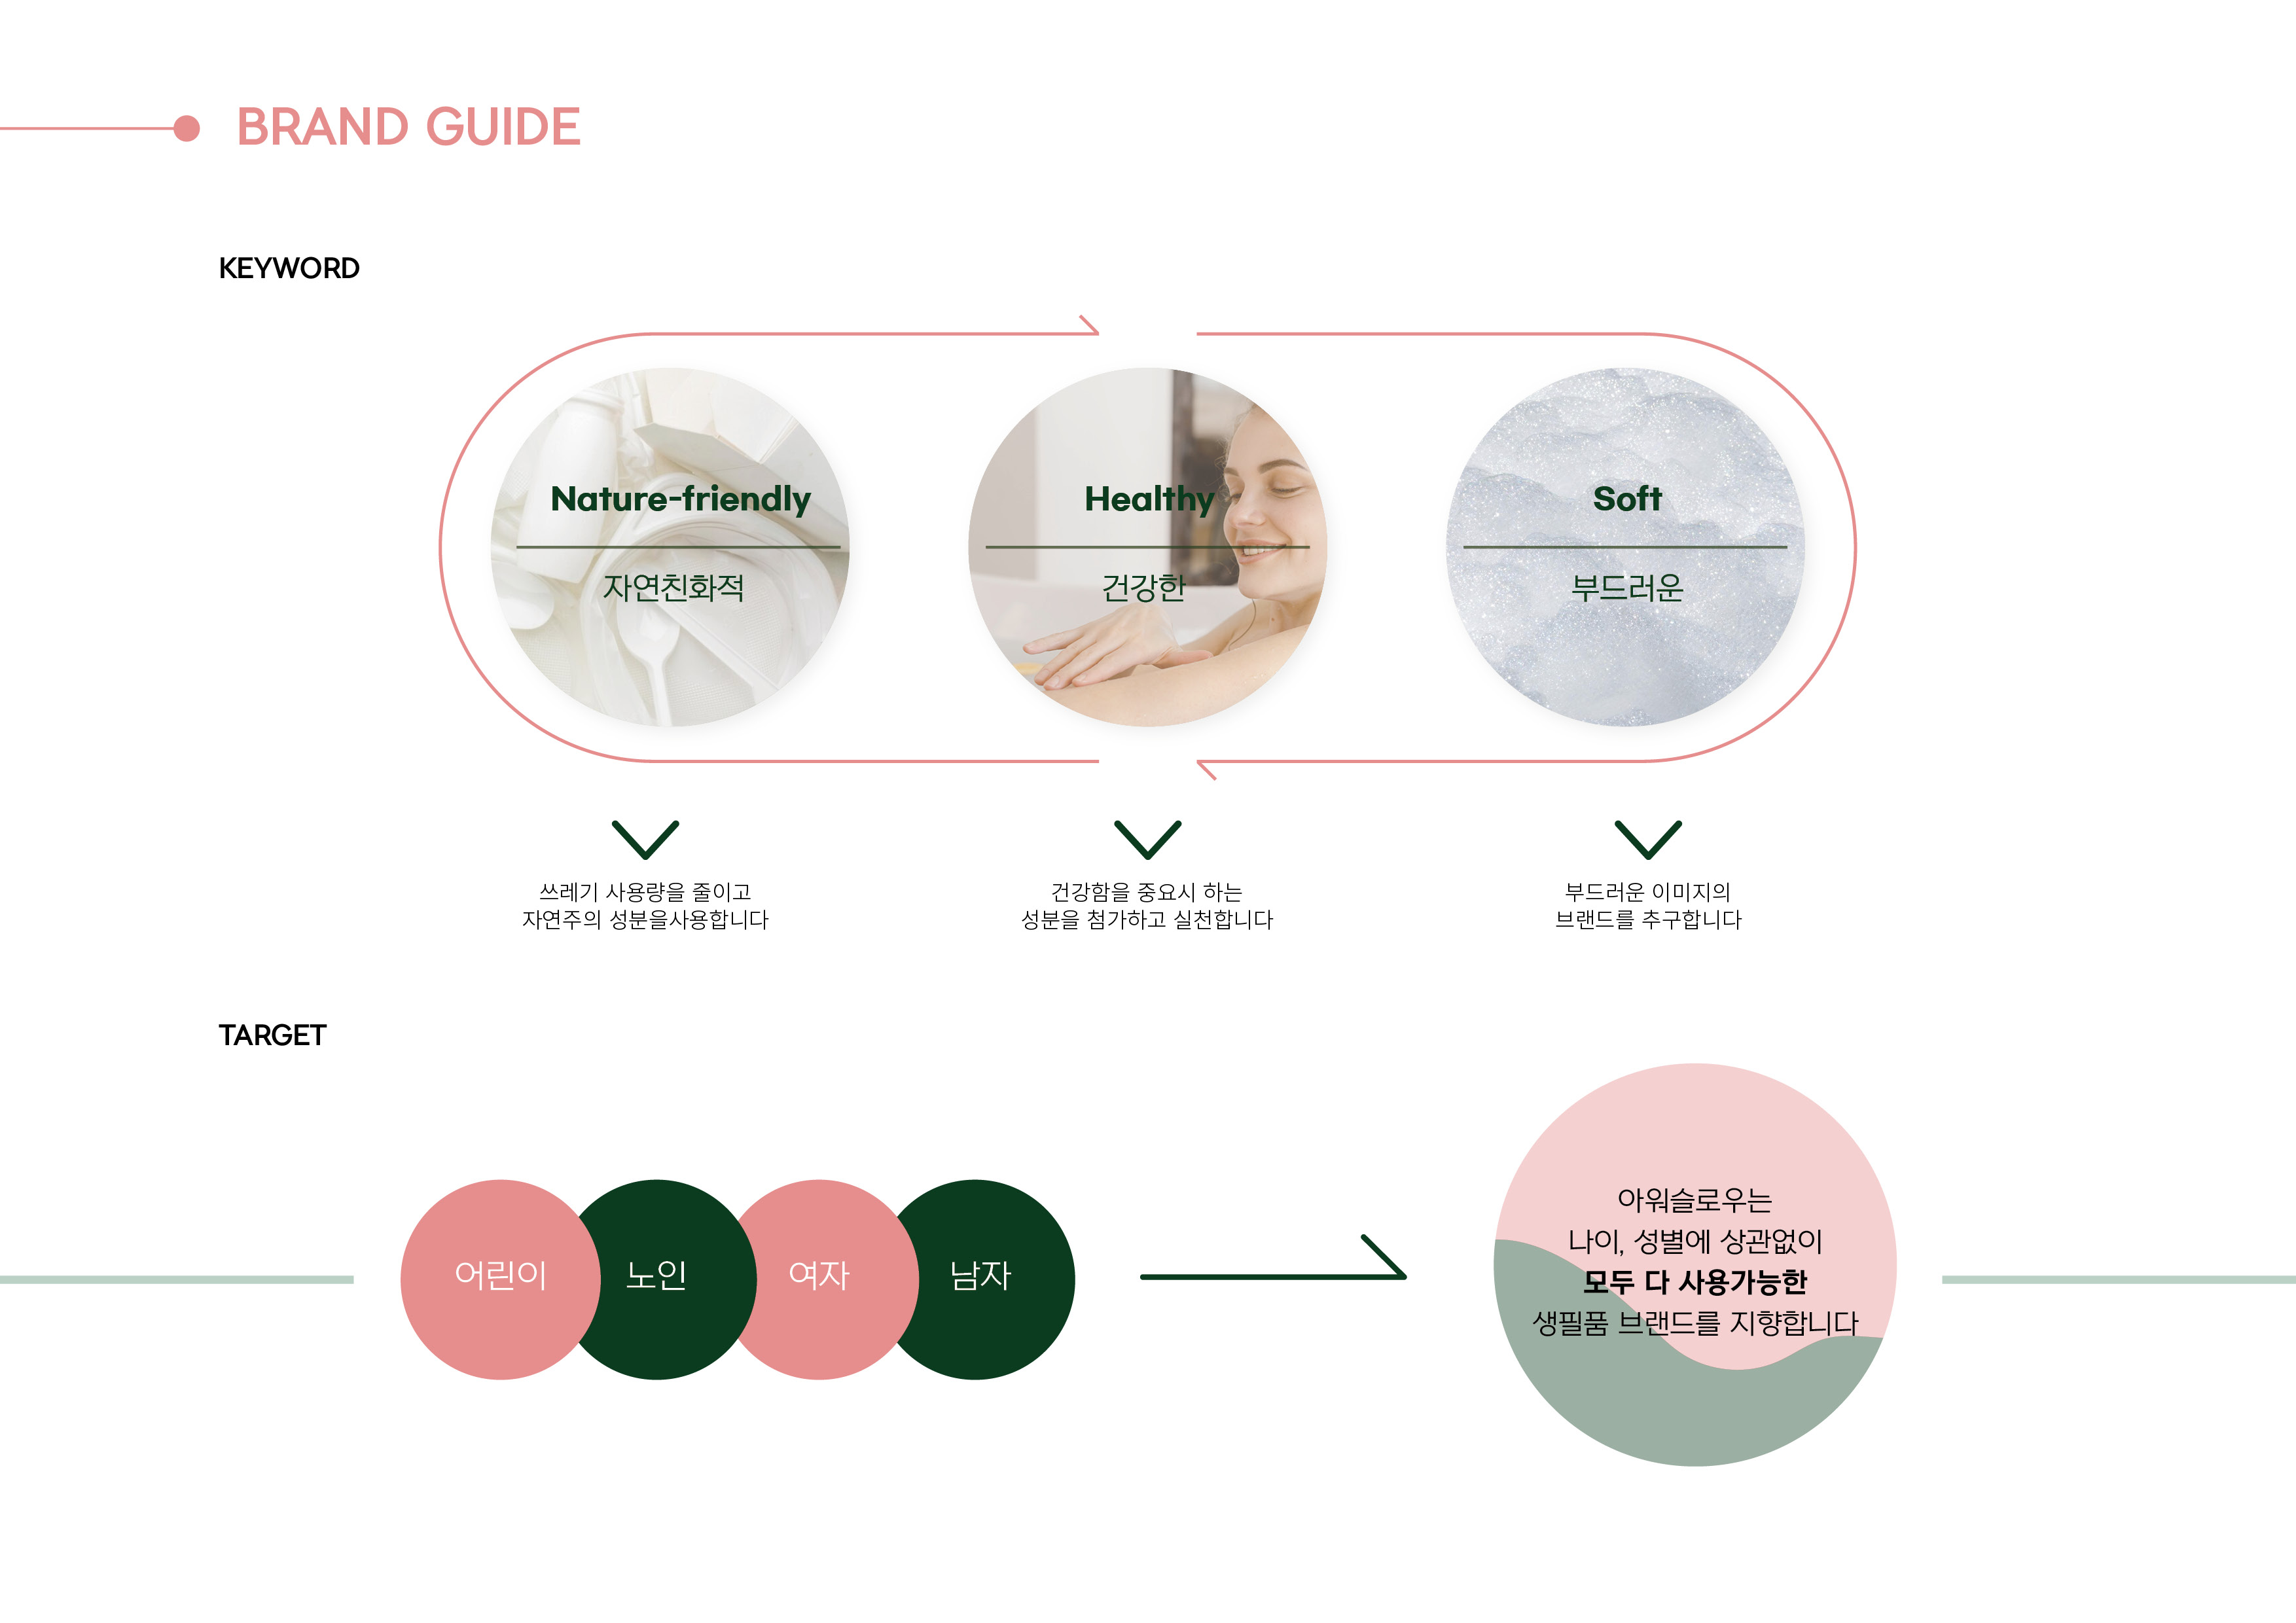 BRAND GUIDE
KEYWORD
Nature-friendly
자연친화적
Healthy
건강한
Soft
부드러운
쓰레기 사용량을 줄이고
자연주의 성분을사용합니다
건강함을 중요시 하는
성분을 첨가하고 실천합니다
부드러운 이미지의
브랜드를 추구합니다
TARGET
어린이
노인
여자
남자
아워슬로우는
나이, 성별에 상관없이
모두 다 사용가능한
생필품 브랜드를 지향합니다